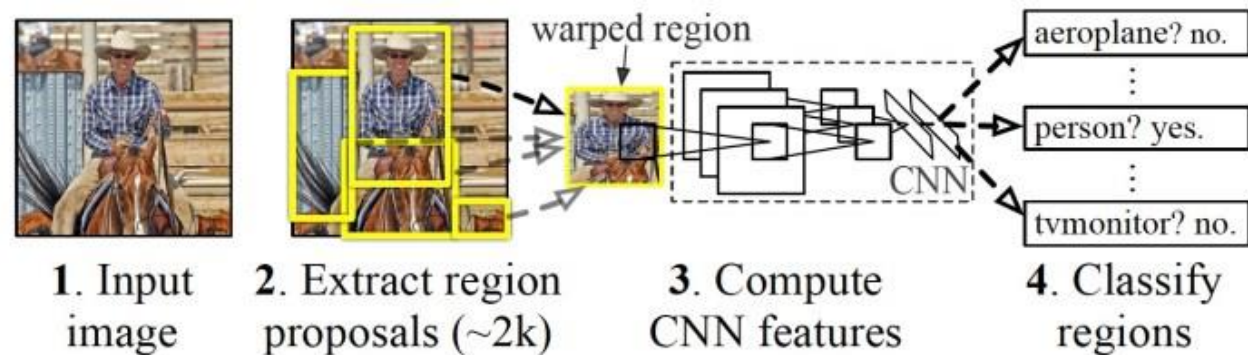 warped region
aeroplane? no.
⋮
person? yes.
⋮
CNN
tvmonitor? no.
1. Input
image
2. Extract region
proposals (~2k)
3. Compute
CNN features
4. Classify
regions